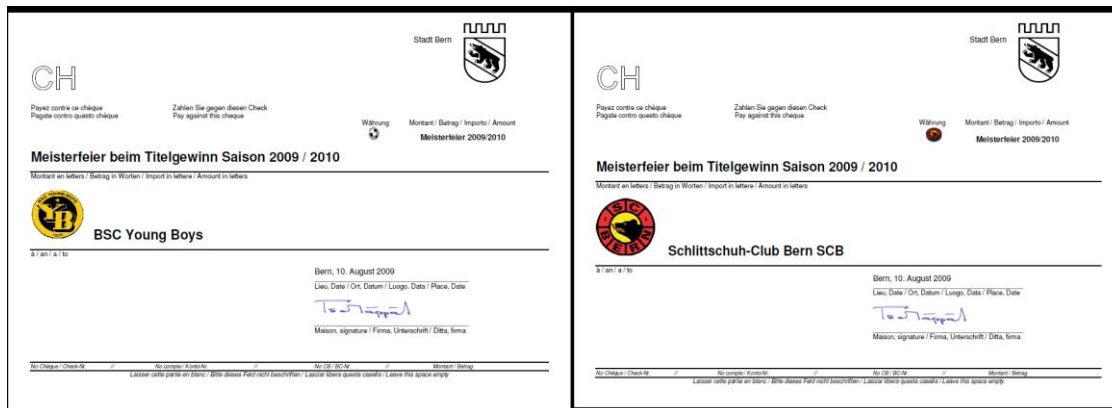 Stadt Bern
CH
Payez contre ce chèque
Pagate contro questo chèque
Zahlen Sie gegen diesen Check
Pay against this cheque
Währung
Montant / Betrag / Importo / Amount
Meisterfeier 2009/2010
Meisterfeier beim Titelgewinn Saison 2009 / 2010
Montant en letters / Betrag in Worten / Import in lettere / Amount in letters
YB
BSC Young Boys
à / an / a / to
Bern, 10. August 2009
Lieu, Date / Ort, Datum / Luogo, Data / Place, Date
Maison, signature / Firma, Unterschrift / Ditta, firma
No Chèque / Check-Nr. // No compte / Konto-Nr. // No CB / BC-Nr. // Montant / Betrag
Laisser cette partie en blanc / Bitte dieses Feld nicht beschriften / Lasciar libera questa casella / Leave this space empty
Stadt Bern
CH
Payez contre ce chèque
Pagate contro questo chèque
Zahlen Sie gegen diesen Check
Pay against this cheque
Währung
Montant / Betrag / Importo / Amount
Meisterfeier 2009/2010
Meisterfeier beim Titelgewinn Saison 2009 / 2010
Montant en letters / Betrag in Worten / Import in lettere / Amount in letters
SC
BERN
Schlittschuh-Club Bern SCB
à / an / a / to
Bern, 10. August 2009
Lieu, Date / Ort, Datum / Luogo, Data / Place, Date
Maison, signature / Firma, Unterschrift / Ditta, firma
No Chèque / Check-Nr. // No compte / Konto-Nr. // No CB / BC-Nr. // Montant / Betrag
Laisser cette partie en blanc / Bitte dieses Feld nicht beschriften / Lasciar libera questa casella / Leave this space empty